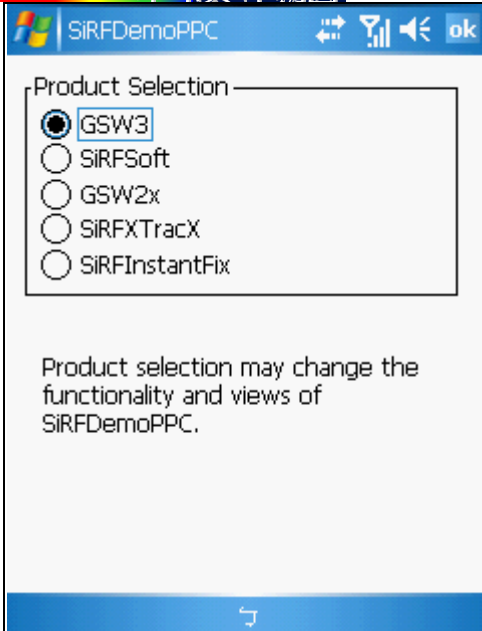 SiRFDemoPPC
ok
Product Selection
GSW3
SiRFSoft
GSW2x
SiRFXTracX
SiRFInstantFix
Product selection may change the
functionality and views of
SiRFDemoPPC.